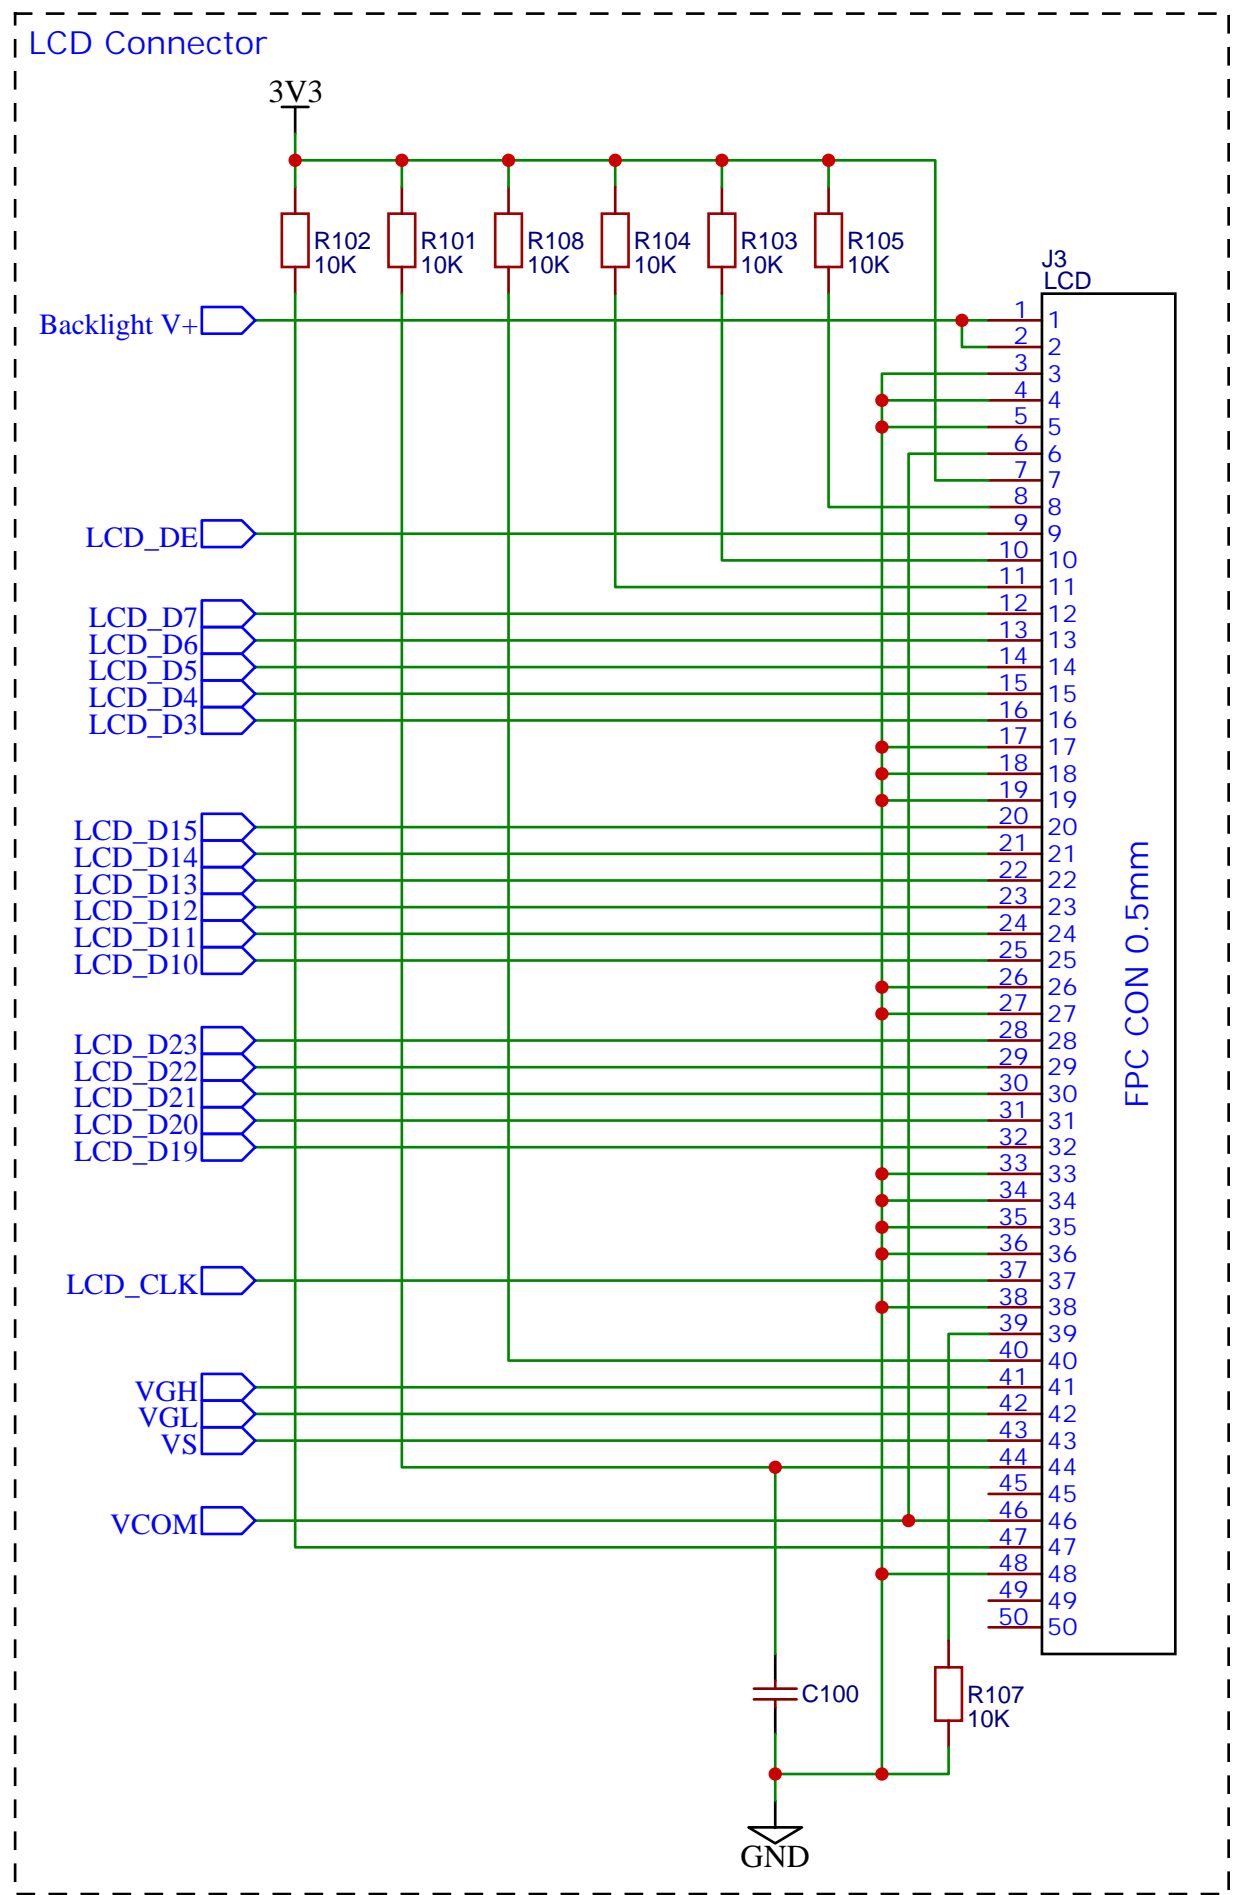 LCD Connector
3V3
R102
10K
R101
10K
R108
10K
R104
10K
R103
10K
R105
10K
J3
LCD
Backlight V+
1 1
2 2
3 3
4 4
5 5
6 6
7 7
8 8
LCD_DE
9 9
10 10
11 11
LCD_D7
12 12
LCD_D6
13 13
LCD_D5
14 14
LCD_D4
15 15
LCD_D3
16 16
17 17
18 18
19 19
LCD_D15
20 20
LCD_D14
21 21
LCD_D13
22 22
LCD_D12
23 23
LCD_D11
24 24
LCD_D10
25 25
26 26
27 27
LCD_D23
28 28
LCD_D22
29 29
LCD_D21
30 30
LCD_D20
31 31
LCD_D19
32 32
33 33
34 34
35 35
36 36
LCD_CLK
37 37
38 38
39 39
40 40
VGH
41 41
VGL
42 42
VS
43 43
44 44
45 45
VCOM
46 46
47 47
48 48
49 49
50 50
FPC CON 0.5mm
C100
R107
10K
GND